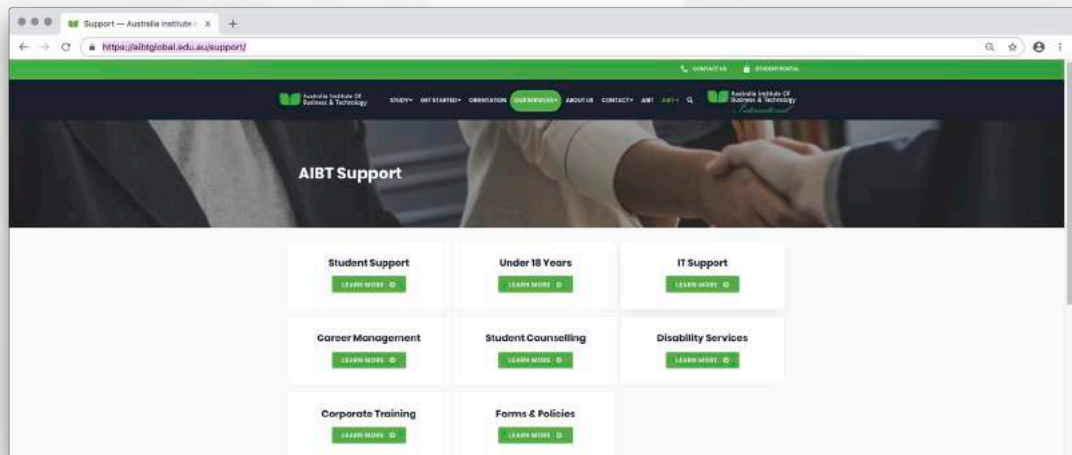 Support — Australia Institute o
https://aibtglobal.edu.au/support/
CONTACT US STUDENT PORTAL
Australia Institute Of
Business & Technology
STUDY GET STARTED ORIENTATION OUR SERVICES ABOUT US CONTACT AIBT AIBT-I
Australia Institute Of
Business & Technology
International
AIBT Support
Student Support Under 18 Years IT Support
LEARN MORE LEARN MORE LEARN MORE
Career Management Student Counselling Disability Services
LEARN MORE LEARN MORE LEARN MORE
Corporate Training Forms & Policies
LEARN MORE LEARN MORE